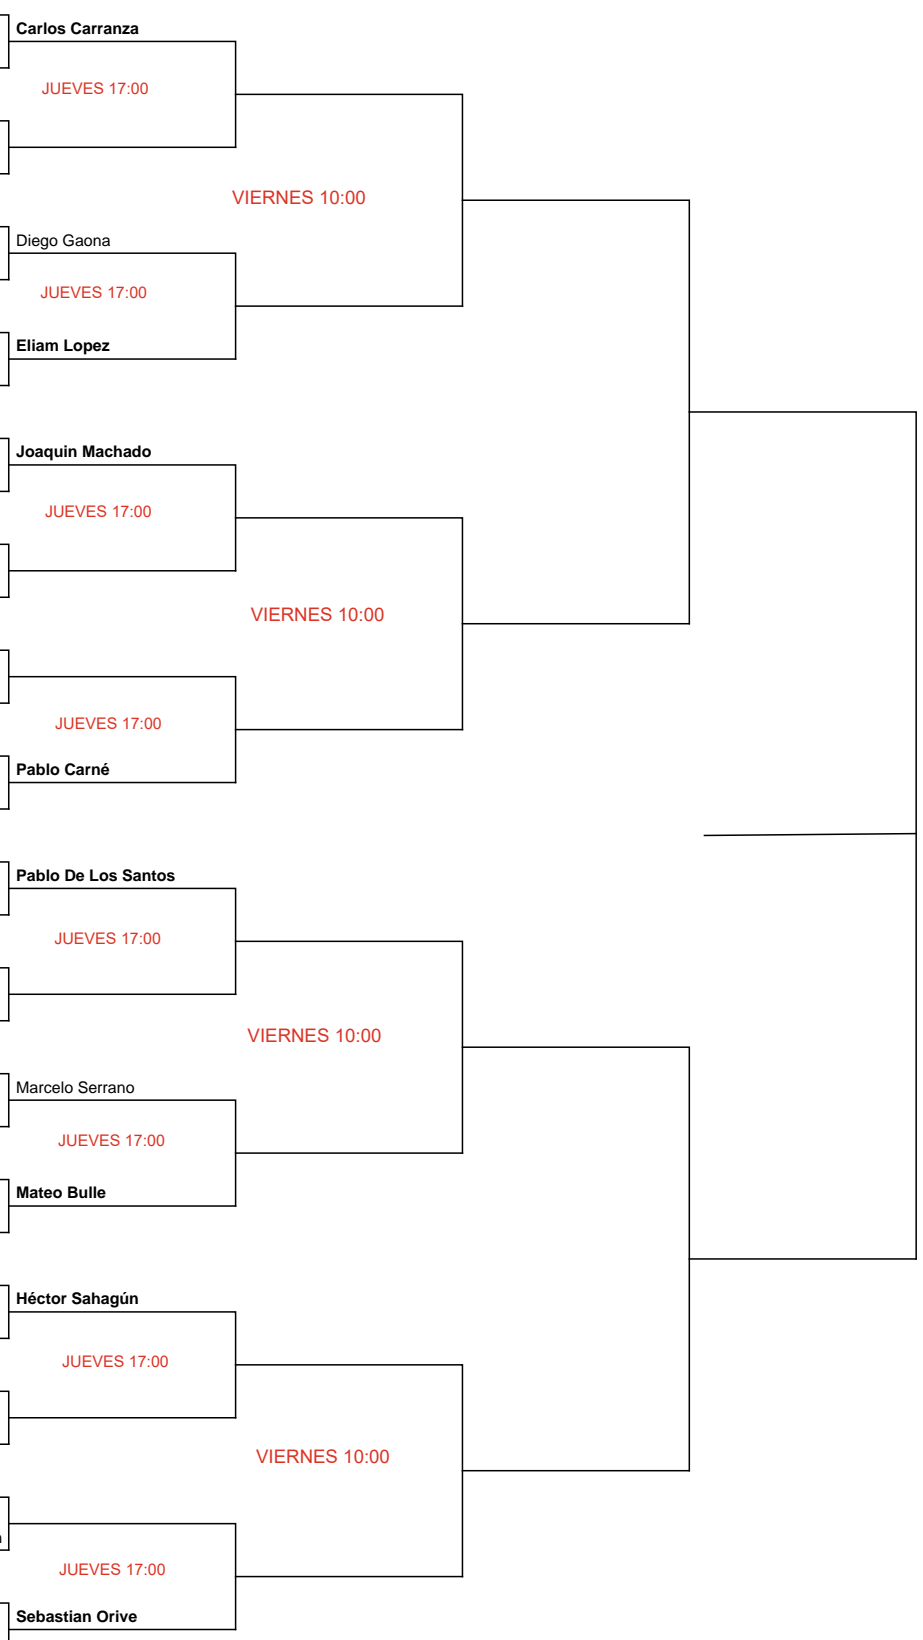 Carlos Carranza
JUEVES 17:00
VIERNES 10:00
Diego Gaona
JUEVES 17:00
Eliam Lopez
Joaquin Machado
JUEVES 17:00
VIERNES 10:00
JUEVES 17:00
Pablo Carné
Pablo De Los Santos
JUEVES 17:00
VIERNES 10:00
Marcelo Serrano
JUEVES 17:00
Mateo Bulle
Héctor Sahagún
JUEVES 17:00
VIERNES 10:00
JUEVES 17:00
Sebastian Orive